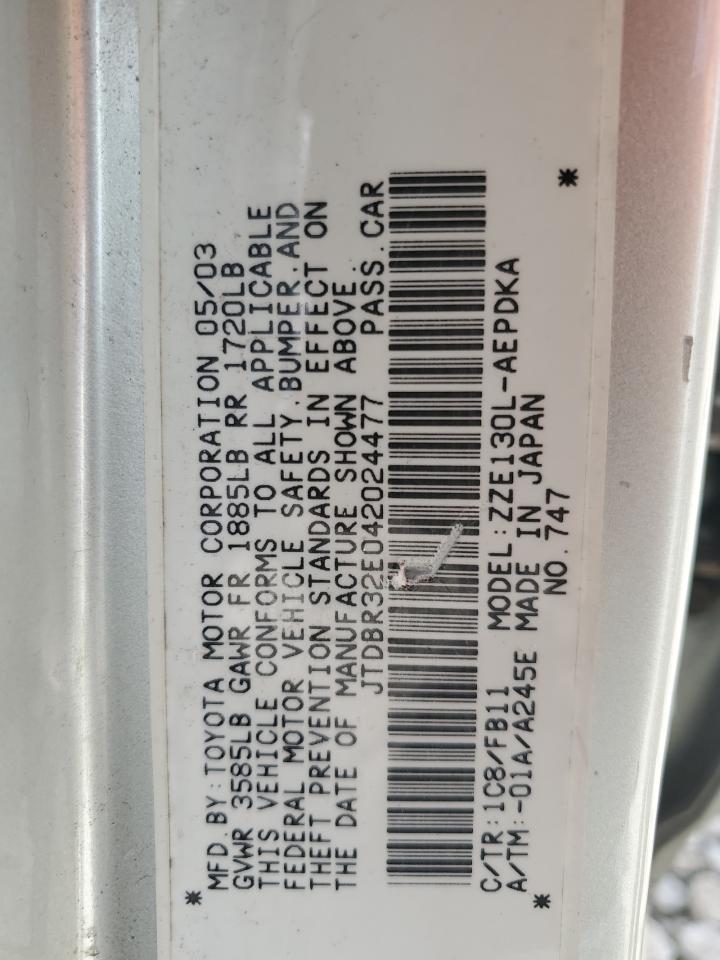 MFD.BY:TOYOTA MOTOR CORPORATION 05/03
GVWR 3585LB GAWR FR 1885LB RR 1720LB
THIS VEHICLE CONFORMS TO ALL APPLICABLE
FEDERAL MOTOR VEHICLE SAFETY.BUMPER.AND
THEFT PREVENTION STANDARDS IN EFFECT ON
THE DATE OF MANUFACTURE SHOWN ABOVE.
JTDBR32E042024477 PASS.CAR
C/TR:1C8/FB11 MODEL:ZZE130L-AEPDKA
A/TM:-01A/A245E MADE IN JAPAN
NO.747